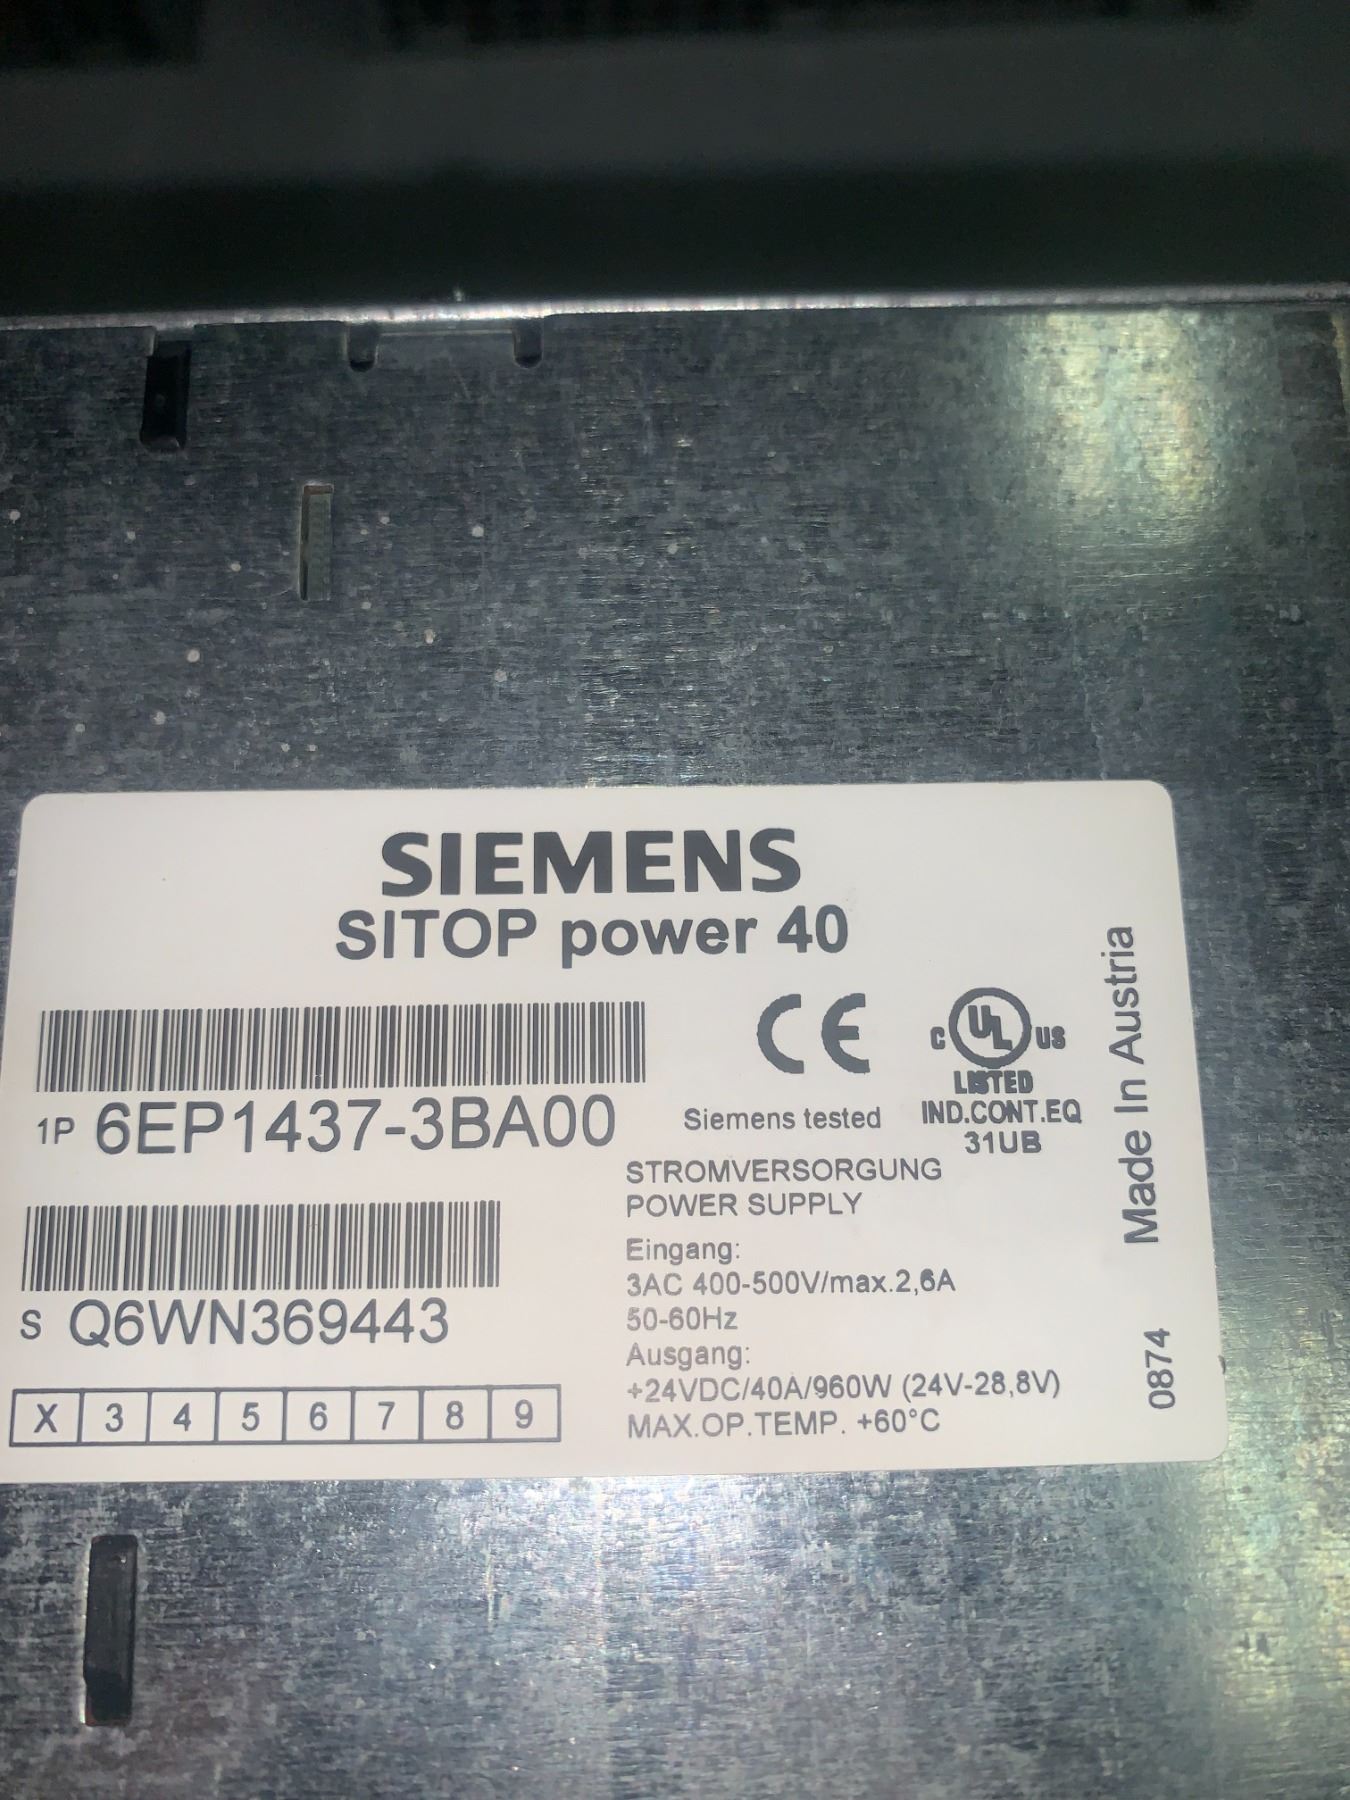 SIEMENS
SITOP power 40
1P 6EP1437-3BA00
S Q6WN369443
X 3 4 5 6 7 8 9
CE
Siemens tested
C UL US
LISTED
IND.CONT.EQ
31UB
STROMVERSORGUNG
POWER SUPPLY
Eingang:
3AC 400-500V/max.2,6A
50-60Hz
Ausgang:
+24VDC/40A/960W (24V-28,8V)
MAX.OP.TEMP. +60°C
Made In Austria
0874